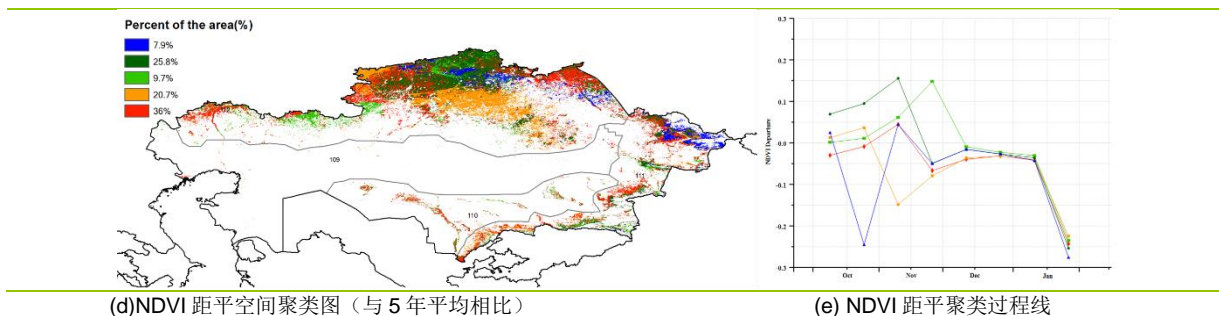 Percent of the area(%)
7.9%
25.8%
9.7%
20.7%
36%
109
110
111
0.3
0.2
0.1
0.0
0.1
0.2
0.3
NDVI Departure
Oct
Nov
Dec
Jan
(d)NDVI 距平空间聚类图（与 5 年平均相比）
(e) NDVI 距平聚类过程线